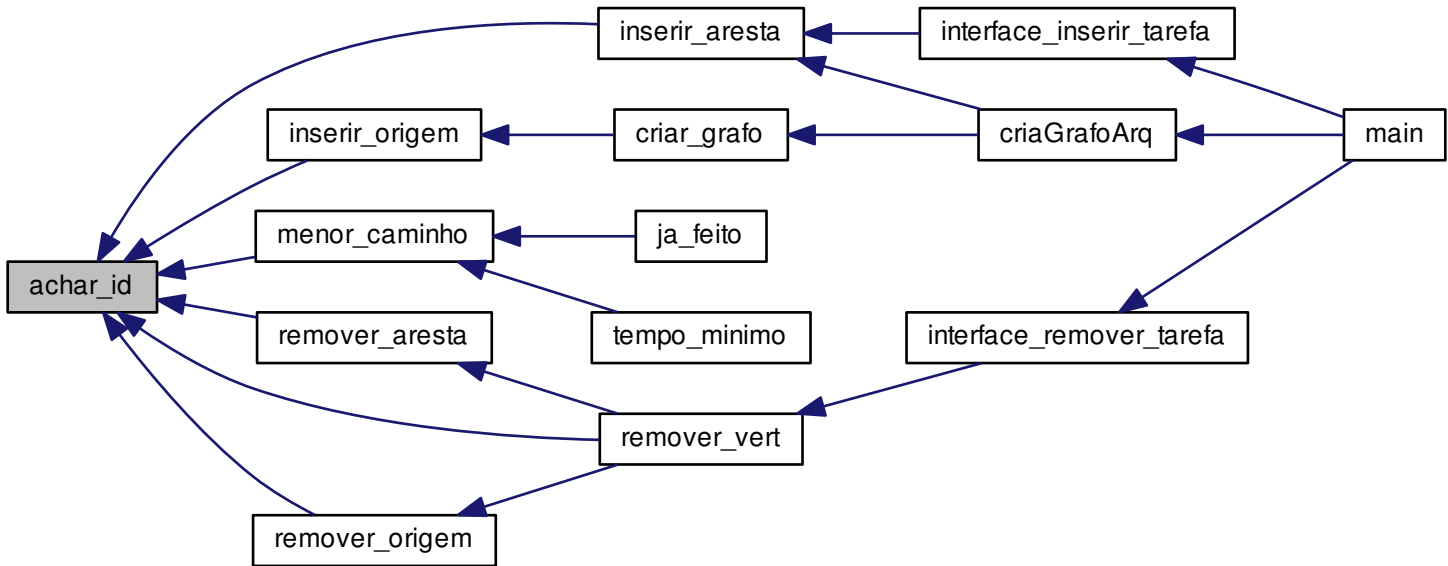 inserir_aresta
interface_inserir_tarefa
inserir_origem
criar_grafo
criaGrafoArq
main
menor_caminho
ja_feito
achar_id
remover_aresta
tempo_minimo
interface_remover_tarefa
remover_vert
remover_origem